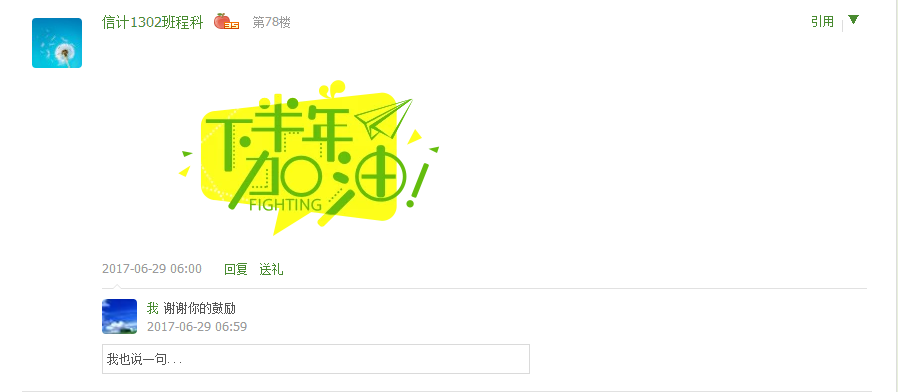 信计1302班程科 35 第78楼 引用
下半年
加油!
FIGHTING
2017-06-29 06:00 回复 送礼
我 谢谢你的鼓励
2017-06-29 06:59
我也说一句...